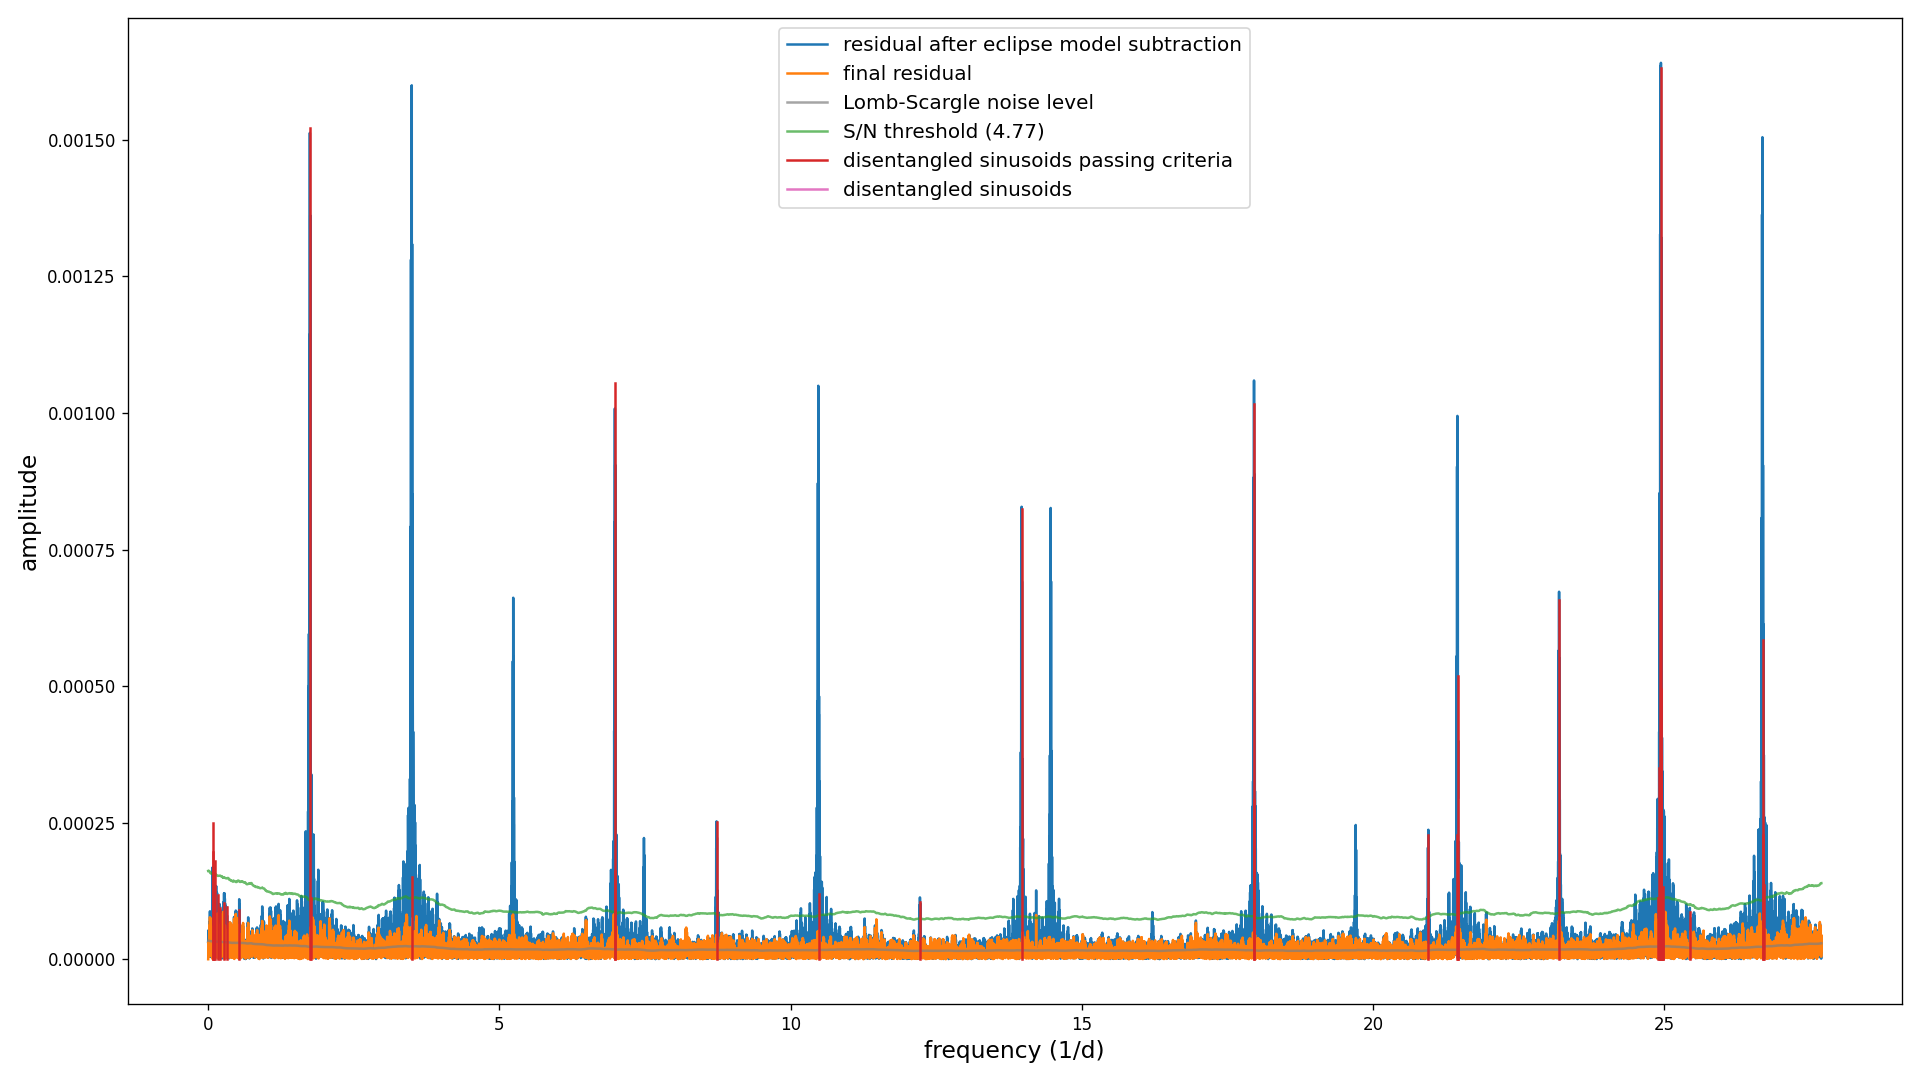 residual after eclipse model subtraction
final residual
Lomb-Scargle noise level
S/N threshold (4.77)
disentangled sinusoids passing criteria
disentangled sinusoids
amplitude
0.00150
0.00125
0.00100
0.00075
0.00050
0.00025
0.00000
0 5 10 15 20 25
frequency (1/d)